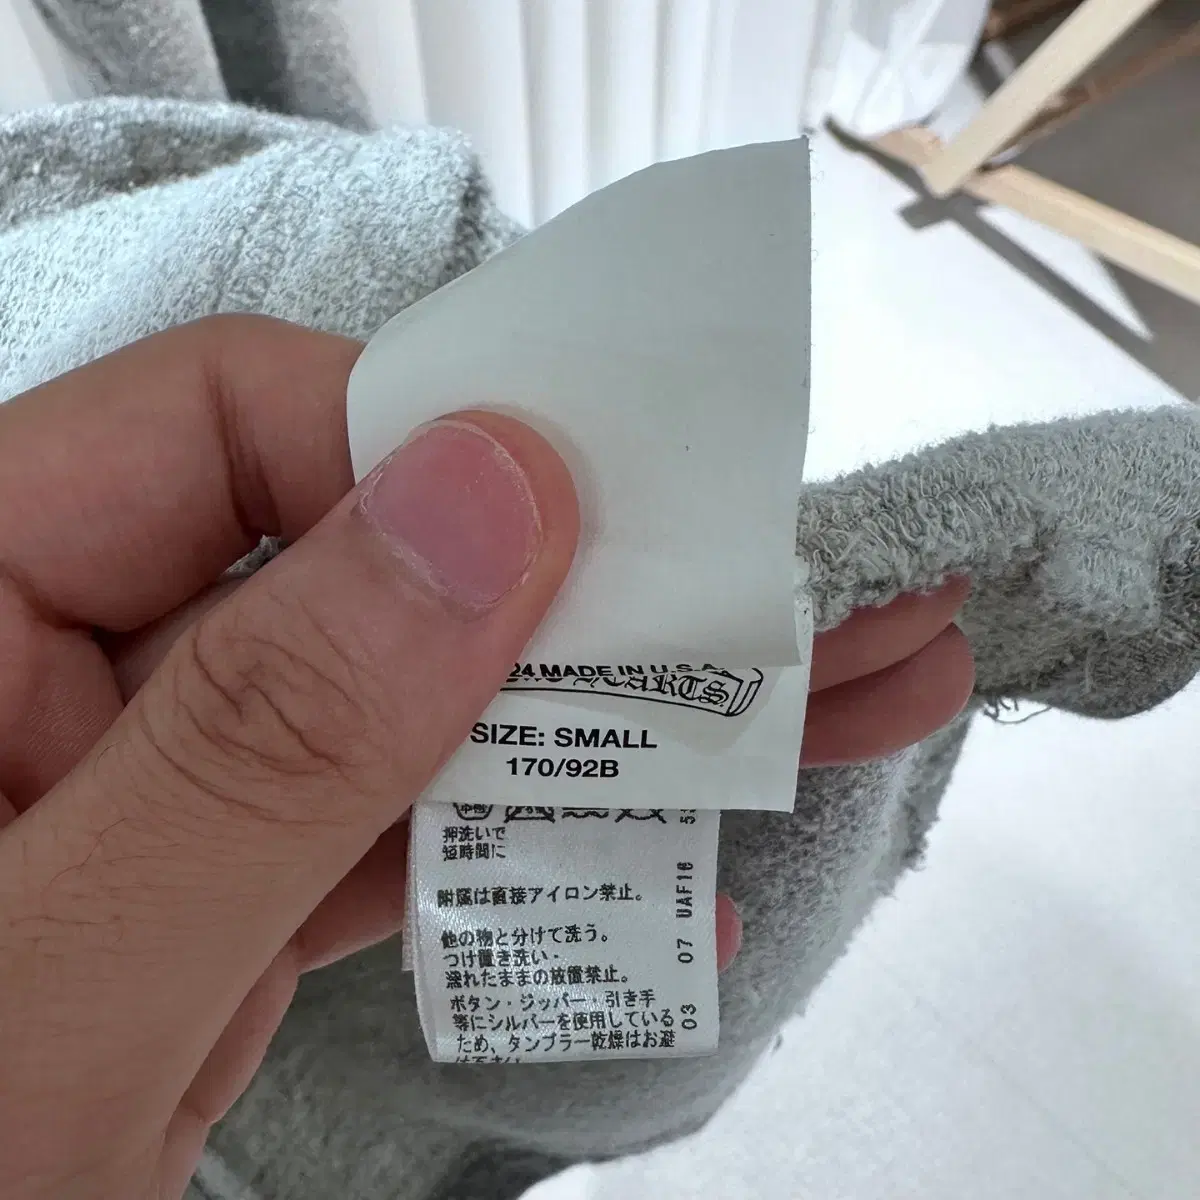 24 MADE IN U.S.A.
HEARTS
SIZE: SMALL
170/92B
中性
押洗いで
短時間に
附属は直接アイロン禁止。
他の物と分けて洗う。
つけ置き洗い・
濡れたままの放置禁止。
ボタン・ジッパー 引き手
等にシルバーを使用している
ため、タンブラー乾燥はお避
03 07 UAF16